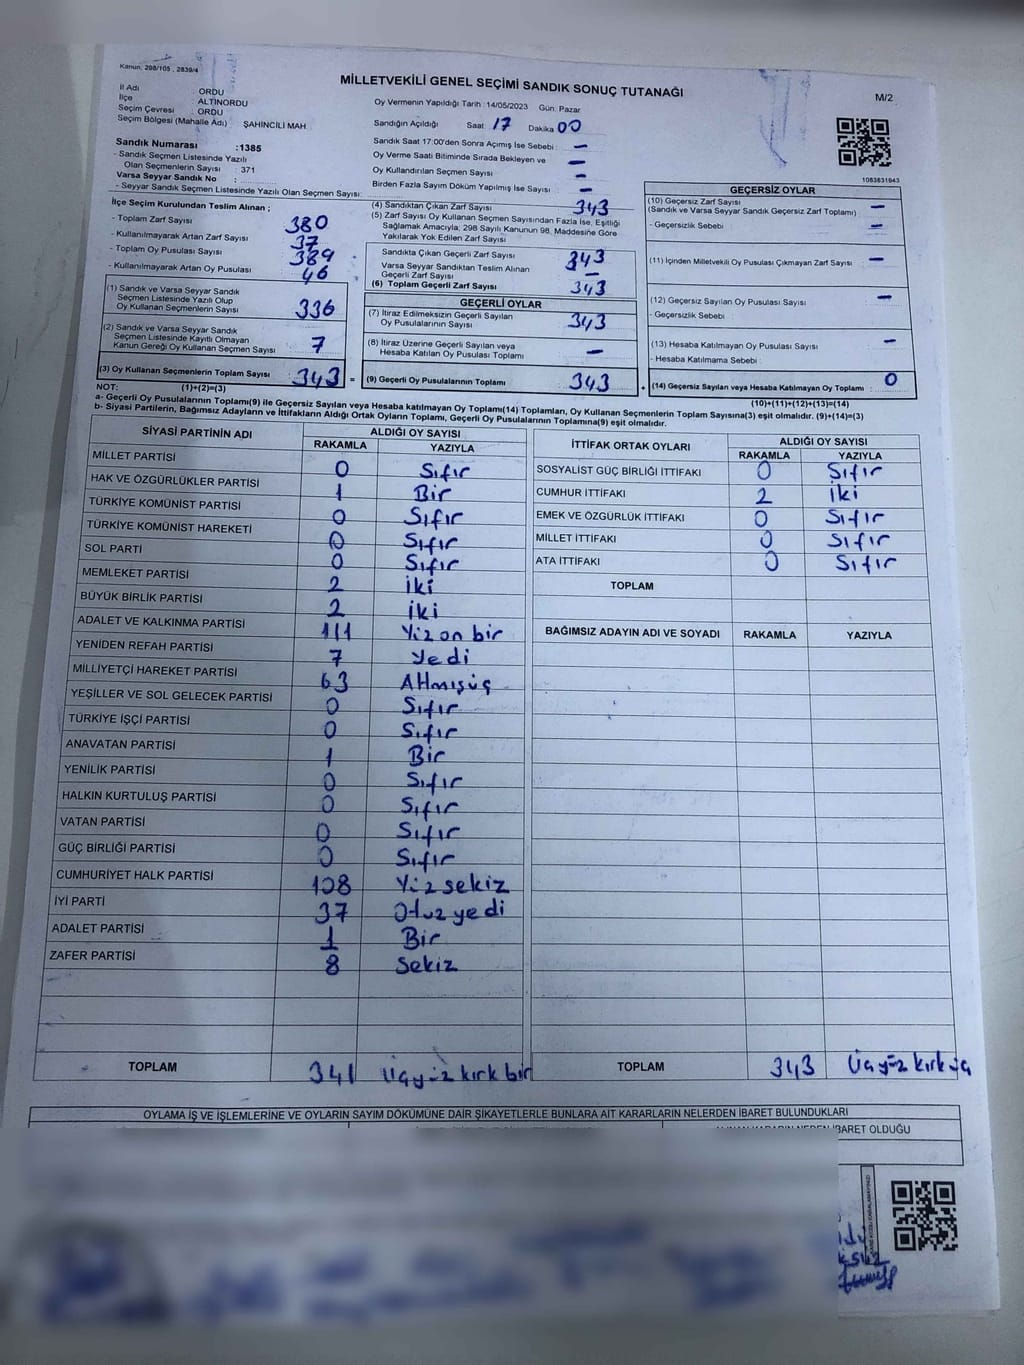 Kanun, 298/105 , 2839/4
MİLLETVEKİLİ GENEL SEÇİMİ SANDIK SONUÇ TUTANAĞI
M/2
İl Adı : ORDU
İlçe : ALTINORDU
Seçim Çevresi : ORDU
Seçim Bölgesi (Mahalle Adı) : ŞAHİNCİLİ MAH.
Sandık Numarası :1385
- Sandık Seçmen Listesinde Yazılı
Olan Seçmenlerin Sayısı : 371
Varsa Seyyar Sandık No :
- Seyyar Sandık Seçmen Listesinde Yazılı Olan Seçmen Sayısı:
Oy Vermenin Yapıldığı Tarih : 14/05/2023 Gün: Pazar
Sandığın Açıldığı Saat: 17 Dakika 00
Sandık Saat 17:00'den Sonra Açımış İse Sebebi : —
Oy Verme Saati Bitiminde Sırada Bekleyen ve —
Oy Kullandırılan Seçmen Sayısı —
Birden Fazla Sayım Döküm Yapılmış İse Sayısı : —
1083831943
İlçe Seçim Kurulundan Teslim Alınan ;
- Toplam Zarf Sayısı : 380
- Kullanılmayarak Artan Zarf Sayısı : 37
- Toplam Oy Pusulası Sayısı : 389
- Kullanılmayarak Artan Oy Pusulası : 46
(1) Sandık ve Varsa Seyyar Sandık
Seçmen Listesinde Yazılı Olup
Oy Kullanan Seçmenlerin Sayısı : 336
(2) Sandık ve Varsa Seyyar Sandık
Seçmen Listesinde Kayıtlı Olmayan
Kanun Gereği Oy Kullanan Seçmen Sayısı : 7
(3) Oy Kullanan Seçmenlerin Toplam Sayısı : 343 =
(4) Sandıktan Çıkan Zarf Sayısı : 343
(5) Zarf Sayısı Oy Kullanan Seçmen Sayısından Fazla İse, Eşitliği
Sağlamak Amacıyla; 298 Sayılı Kanunun 98. Maddesine Göre
Yakılarak Yok Edilen Zarf Sayısı :
Sandıkta Çıkan Geçerli Zarf Sayısı : 343
Varsa Seyyar Sandıktan Teslim Alınan
Geçerli Zarf Sayısı : —
(6) Toplam Geçerli Zarf Sayısı : 343
GEÇERLİ OYLAR
(7) İtiraz Edilmeksizin Geçerli Sayılan
Oy Pusulalarının Sayısı : 343
(8) İtiraz Üzerine Geçerli Sayılan veya
Hesaba Katılan Oy Pusulası Toplamı : —
(9) Geçerli Oy Pusulalarının Toplamı : 343 +
GEÇERSİZ OYLAR
(10) Geçersiz Zarf Sayısı : —
(Sandık ve Varsa Seyyar Sandık Geçersiz Zarf Toplamı)
- Geçersizlik Sebebi : —
(11) İçinden Milletvekili Oy Pusulası Çıkmayan Zarf Sayısı : —
(12) Geçersiz Sayılan Oy Pusulası Sayısı : —
- Geçersizlik Sebebi :
(13) Hesaba Katılmayan Oy Pusulası Sayısı : —
- Hesaba Katılmama Sebebi :
(14) Geçersiz Sayılan veya Hesaba Katılmayan Oy Toplamı : 0
NOT: (1)+(2)=(3)
(10)+(11)+(12)+(13)=(14)
a- Geçerli Oy Pusulalarının Toplamı(9) ile Geçersiz Sayılan veya Hesaba katılmayan Oy Toplamı(14) Toplamları, Oy Kullanan Seçmenlerin Toplam Sayısına(3) eşit olmalıdır. (9)+(14)=(3)
b- Siyasi Partilerin, Bağımsız Adayların ve İttifakların Aldığı Ortak Oyların Toplamı, Geçerli Oy Pusulalarının Toplamına(9) eşit olmalıdır.
SİYASİ PARTİNİN ADI ALDIĞI OY SAYISI
RAKAMLA YAZIYLA
MİLLET PARTİSİ 0 Sıfır
HAK VE ÖZGÜRLÜKLER PARTİSİ 1 Bir
TÜRKİYE KOMÜNİST PARTİSİ 0 Sıfır
TÜRKİYE KOMÜNİST HAREKETİ 0 Sıfır
SOL PARTİ 0 Sıfır
MEMLEKET PARTİSİ 2 iki
BÜYÜK BİRLİK PARTİSİ 2 iki
ADALET VE KALKINMA PARTİSİ 111 Yüz on bir
YENİDEN REFAH PARTİSİ 7 Yedi
MİLLİYETÇİ HAREKET PARTİSİ 63 Altmışüç
YEŞİLLER VE SOL GELECEK PARTİSİ 0 Sıfır
TÜRKİYE İŞÇİ PARTİSİ 0 Sıfır
ANAVATAN PARTİSİ 1 Bir
YENİLİK PARTİSİ 0 Sıfır
HALKIN KURTULUŞ PARTİSİ 0 Sıfır
VATAN PARTİSİ 0 Sıfır
GÜÇ BİRLİĞİ PARTİSİ 0 Sıfır
CUMHURİYET HALK PARTİSİ 108 Yüz sekiz
İYİ PARTİ 37 Otuz yedi
ADALET PARTİSİ 1 Bir
ZAFER PARTİSİ 8 Sekiz
TOPLAM 341 üçyüz kırk bir
İTTİFAK ORTAK OYLARI ALDIĞI OY SAYISI
RAKAMLA YAZIYLA
SOSYALİST GÜÇ BİRLİĞİ İTTİFAKI 0 Sıfır
CUMHUR İTTİFAKI 2 iki
EMEK VE ÖZGÜRLÜK İTTİFAKI 0 Sıfır
MİLLET İTTİFAKI 0 Sıfır
ATA İTTİFAKI 0 Sıfır
TOPLAM
BAĞIMSIZ ADAYIN ADI VE SOYADI RAKAMLA YAZIYLA
TOPLAM 343 Üçyüz kırk üç
OYLAMA İŞ VE İŞLEMLERİNE VE OYLARIN SAYIM DÖKÜMÜNE DAİR ŞİKAYETLERLE BUNLARA AİT KARARLARIN NELERDEN İBARET BULUNDUKLARI
İBARET OLDUĞU